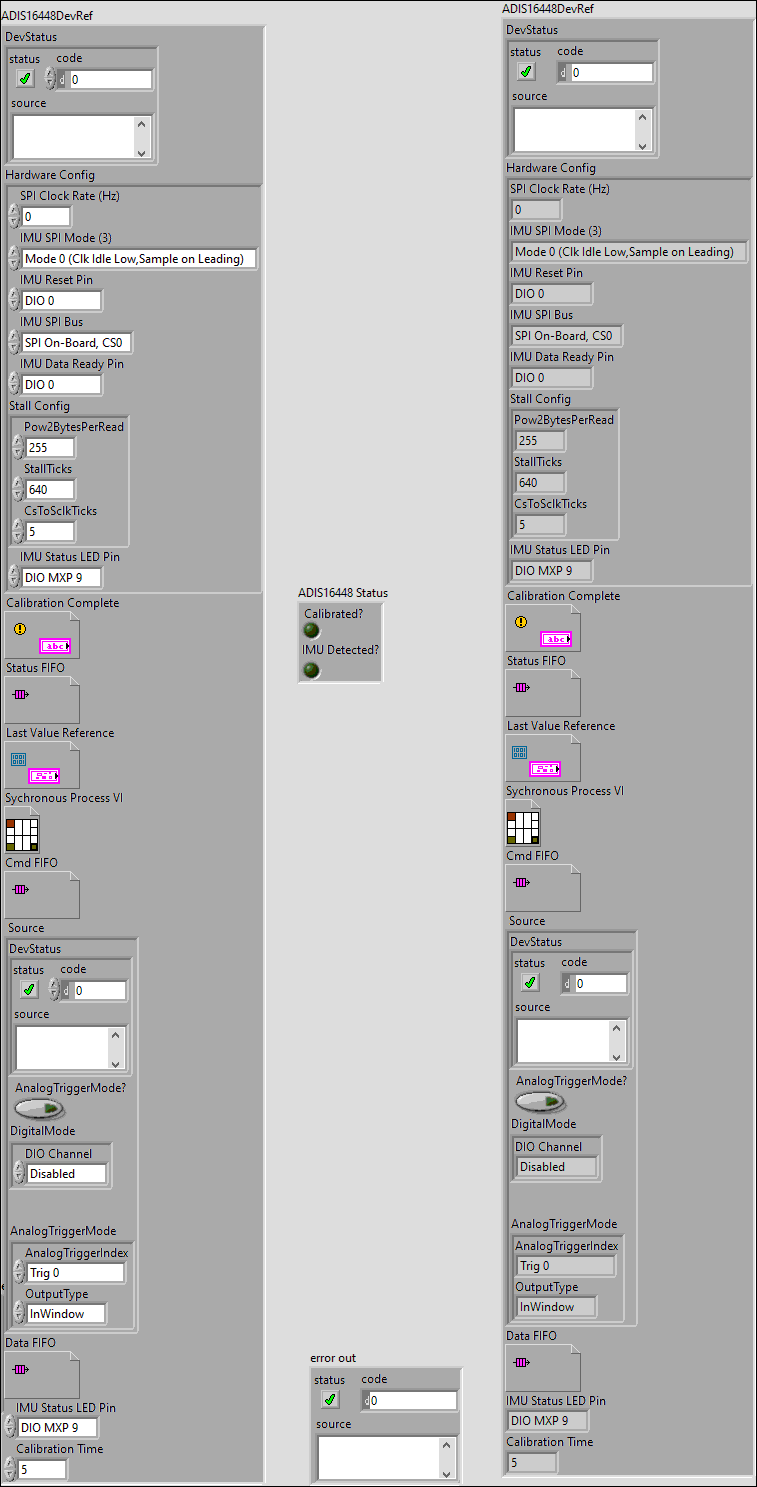 ADIS16448DevRef
DevStatus
status code
d 0
source
Hardware Config
SPI Clock Rate (Hz)
0
IMU SPI Mode (3)
Mode 0 (Clk Idle Low,Sample on Leading)
IMU Reset Pin
DIO 0
IMU SPI Bus
SPI On-Board, CS0
IMU Data Ready Pin
DIO 0
Stall Config
Pow2BytesPerRead
255
StallTicks
640
CsToSclkTicks
5
IMU Status LED Pin
DIO MXP 9
Calibration Complete
abc
Status FIFO
Last Value Reference
Sychronous Process VI
Cmd FIFO
Source
DevStatus
status code
d 0
source
AnalogTriggerMode?
DigitalMode
DIO Channel
Disabled
AnalogTriggerMode
AnalogTriggerIndex
Trig 0
OutputType
InWindow
Data FIFO
IMU Status LED Pin
DIO MXP 9
Calibration Time
5
ADIS16448 Status
Calibrated?
IMU Detected?
error out
status code
d 0
source
ADIS16448DevRef
DevStatus
status code
d 0
source
Hardware Config
SPI Clock Rate (Hz)
0
IMU SPI Mode (3)
Mode 0 (Clk Idle Low,Sample on Leading)
IMU Reset Pin
DIO 0
IMU SPI Bus
SPI On-Board, CS0
IMU Data Ready Pin
DIO 0
Stall Config
Pow2BytesPerRead
255
StallTicks
640
CsToSclkTicks
5
IMU Status LED Pin
DIO MXP 9
Calibration Complete
abc
Status FIFO
Last Value Reference
Sychronous Process VI
Cmd FIFO
Source
DevStatus
status code
d 0
source
AnalogTriggerMode?
DigitalMode
DIO Channel
Disabled
AnalogTriggerMode
AnalogTriggerIndex
Trig 0
OutputType
InWindow
Data FIFO
IMU Status LED Pin
DIO MXP 9
Calibration Time
5